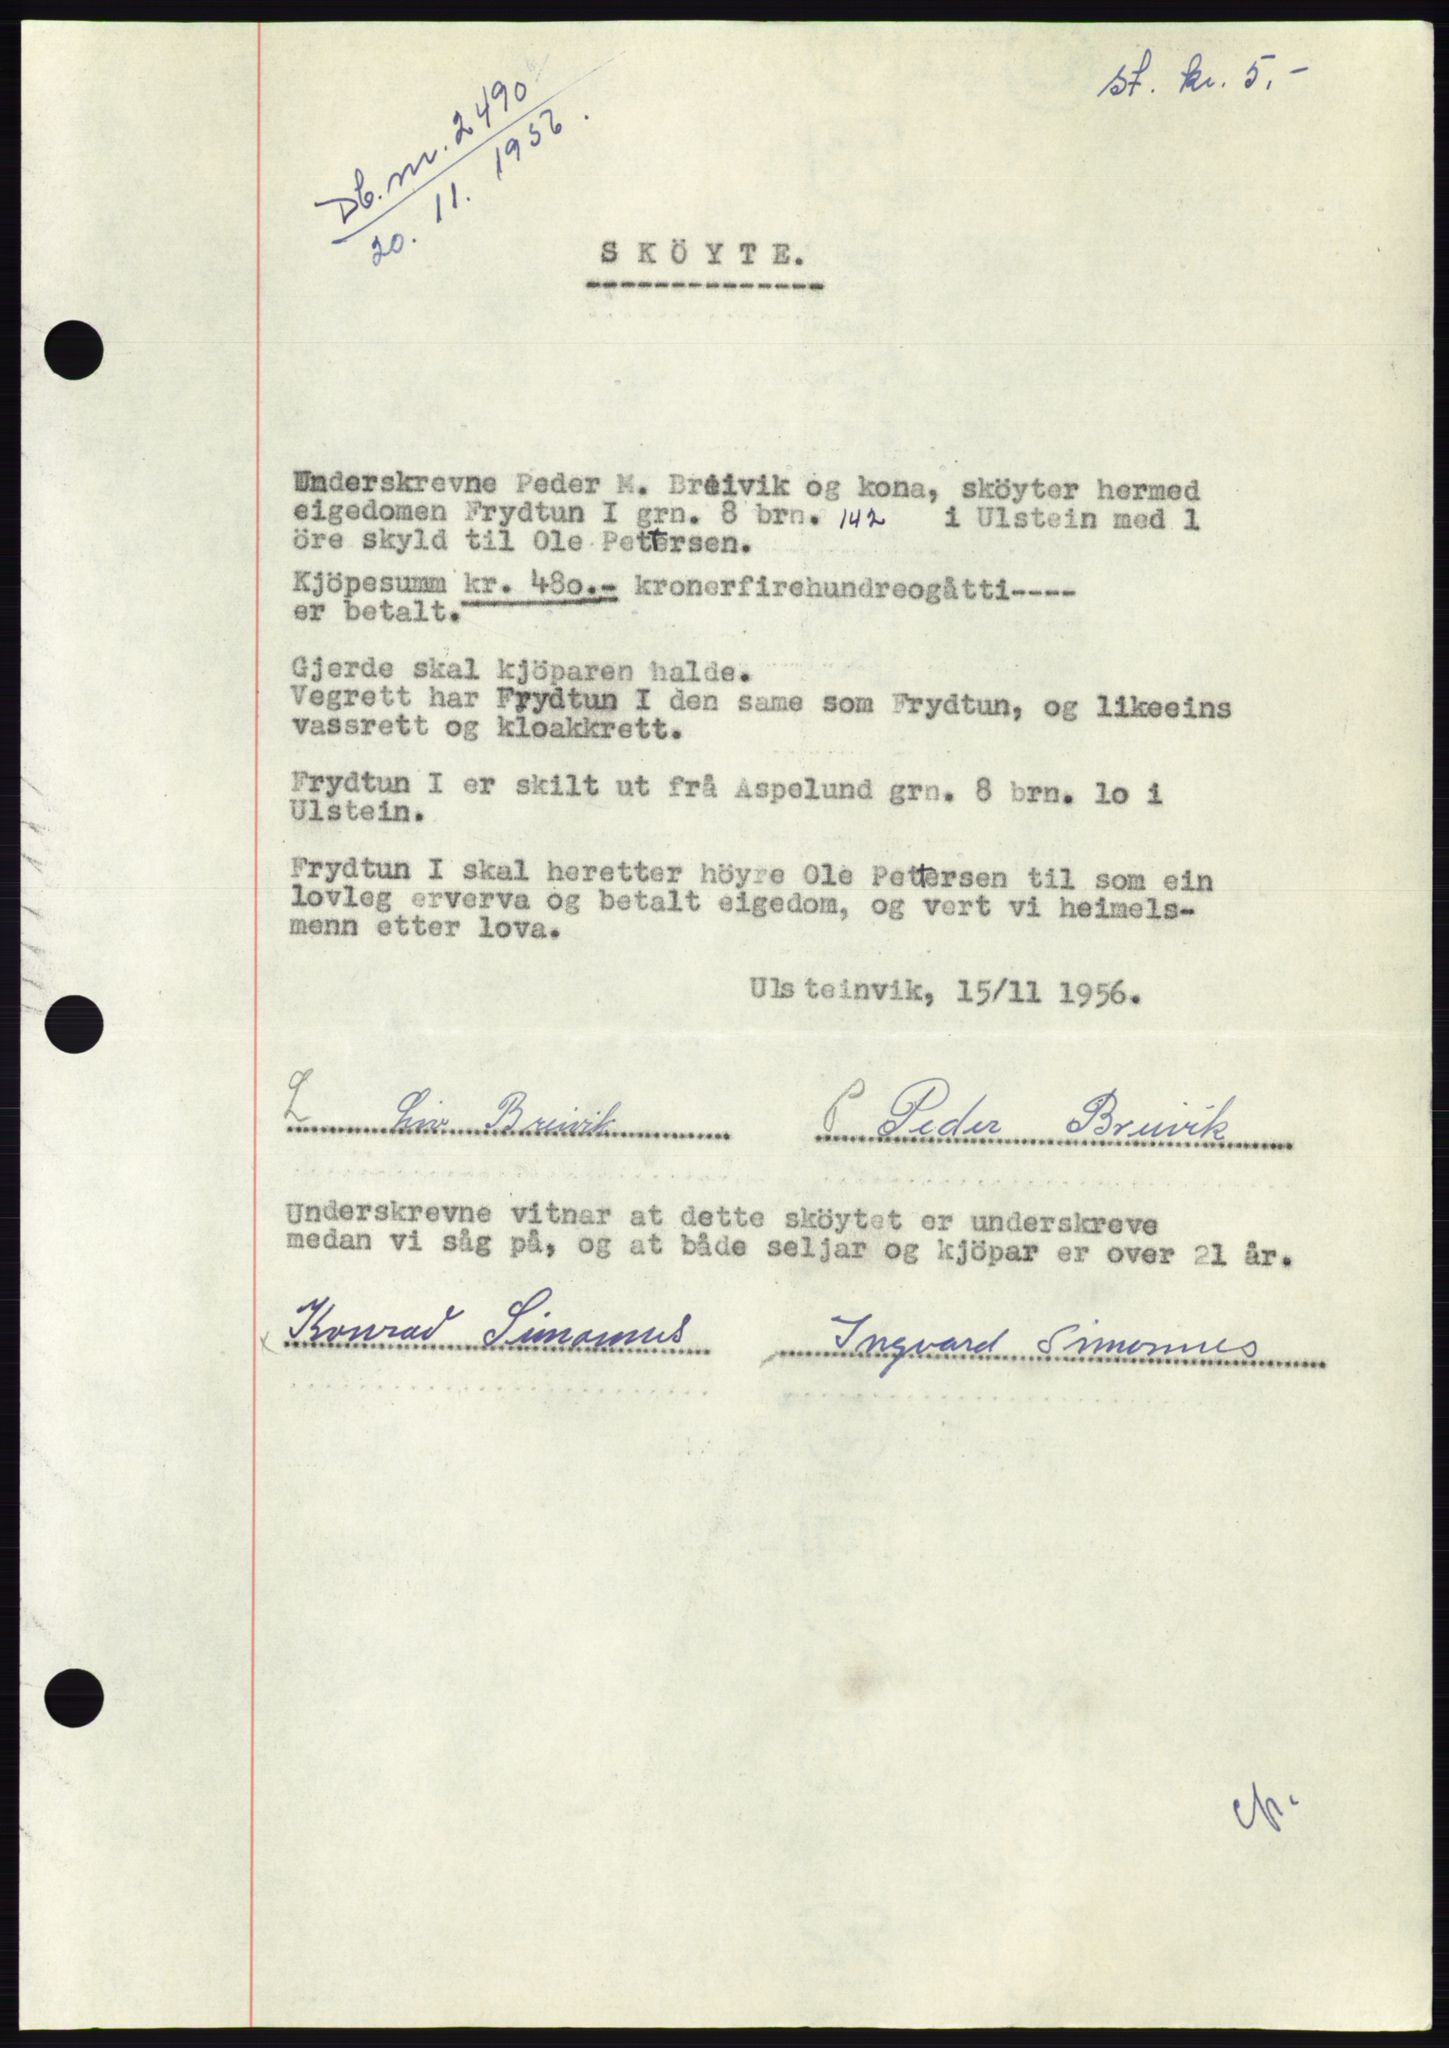 st. kr. 5.-
Db. nr. 2490
20. 11. 1956.
SKÖYTE.
Underskrevne Peder M. Breivik og kona, sköyter hermed
eigedomen Frydtun I grn. 8 brn. 142 i Ulstein med 1
öre skyld til Ole Pettersen.
Kjöpesumm kr. 480.- kronerfirehundreogåtti----
er betalt.
Gjerde skal kjöparen halde.
Vegrett har Frydtun I den same som Frydtun, og likeeins
vassrett og kloakkrett.
Frydtun I er skilt ut frå Aspelund grn. 8 brn. lo i
Ulstein.
Frydtun I skal heretter höyre Ole Pettersen til som ein
lovleg erverva og betalt eigedom, og vert vi heimels-
menn etter lova.
Ulsteinvik, 15/11 1956.
Liv Breivik Peder Breivik
Underskrevne vitnar at dette sköytet er underskreve
medan vi såg på, og at både seljar og kjöpar er over 21 år.
Konrad Simonnes Ingvard Simonnes